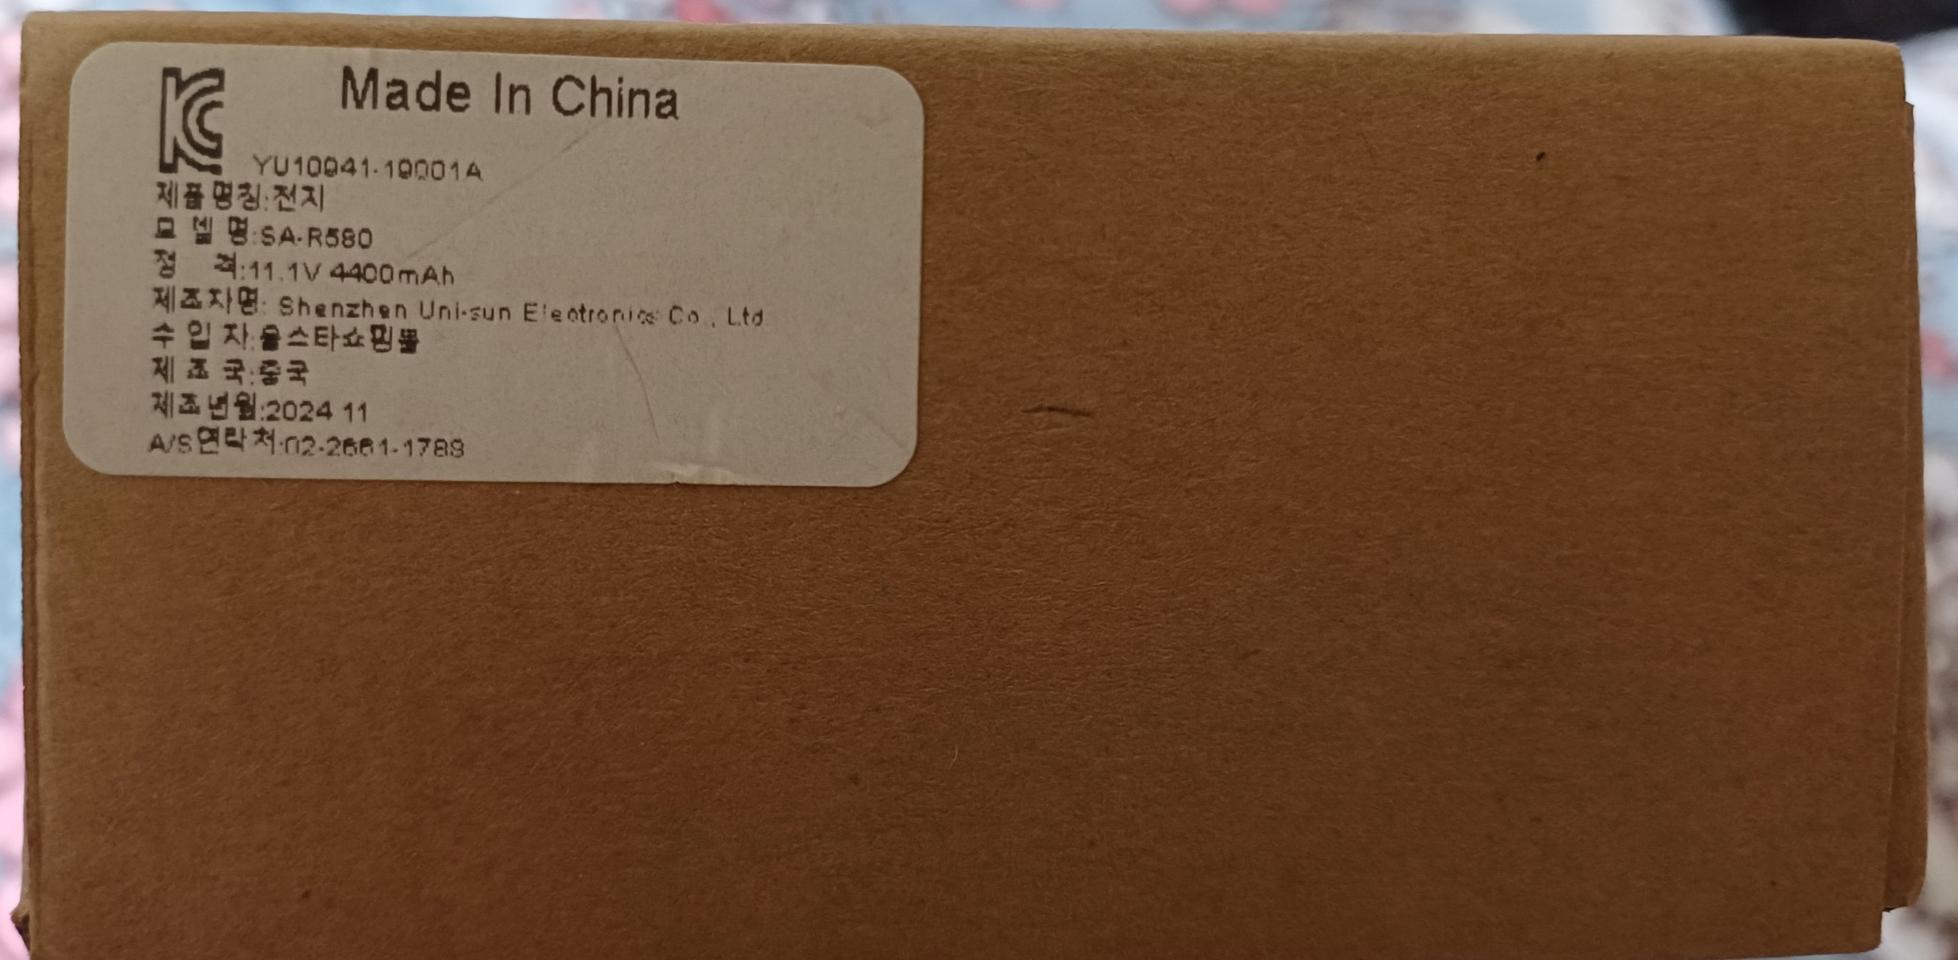 KC
Made In China
YU10941-19001A
제품명칭:전지
모 델 명:SA-R580
정 격:11.1V 4400mAh
제조자명: Shenzhen Uni-sun Electronics Co., Ltd
수 입 자:올스타쇼핑몰
제 조 국:중국
제조년월:2024 11
A/S연락처:02-2661-1789